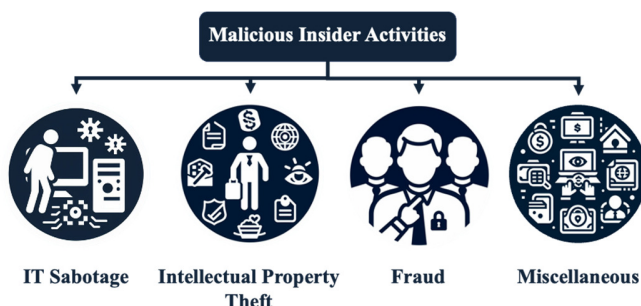 Malicious Insider Activities
IT Sabotage
Intellectual Property
Theft
Fraud
Miscellaneous